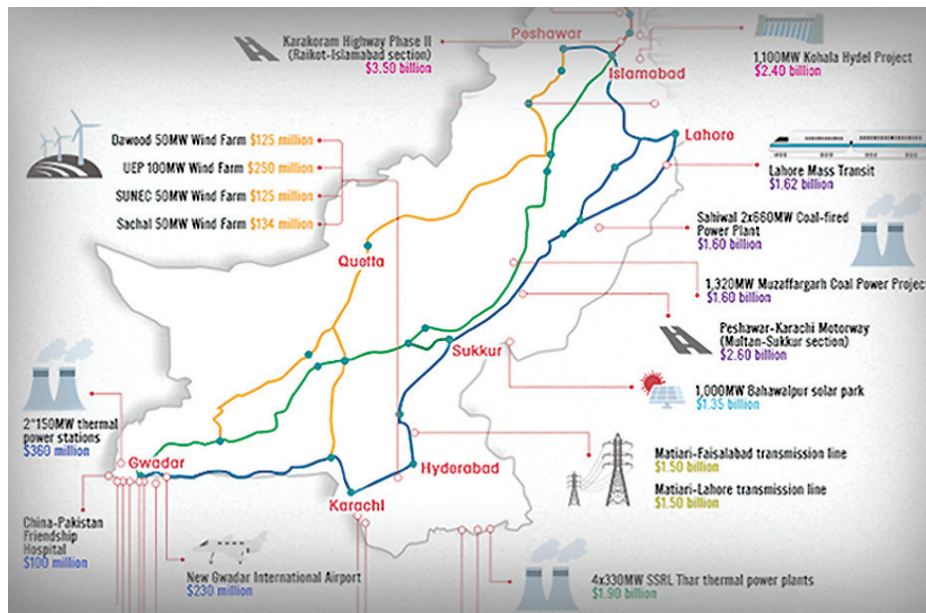 Peshawar
Karakoram Highway Phase II
(Raikot-Islamabad section)
$3.50 billion
Islamabad
1,100MW Kohala Hydel Project
$2.40 billion
Dawood 50MW Wind Farm $125 million
UEP 100MW Wind Farm $250 million
SUNEC 50MW Wind Farm $125 million
Sachal 50MW Wind Farm $134 million
Lahore
Lahore Mass Transit
$1.62 billion
Sahiwal 2x660MW Coal-fired
Power Plant
$1.60 billion
Quetta
1,320MW Muzaffargarh Coal Power Project
$1.60 billion
Peshawar-Karachi Motorway
(Multan-Sukkur section)
$2.60 billion
Sukkur
1,000MW Bahawalpur solar park
$1.35 billion
2*150MW thermal
power stations
$360 million
Gwadar
Hyderabad
Matiari-Faisalabad transmission line
$1.50 billion
Matiari-Lahore transmission line
$1.50 billion
Karachi
China-Pakistan
Friendship
Hospital
$100 million
New Gwadar International Airport
$230 million
4x330MW SSRL Thar thermal power plants
$1.90 billion